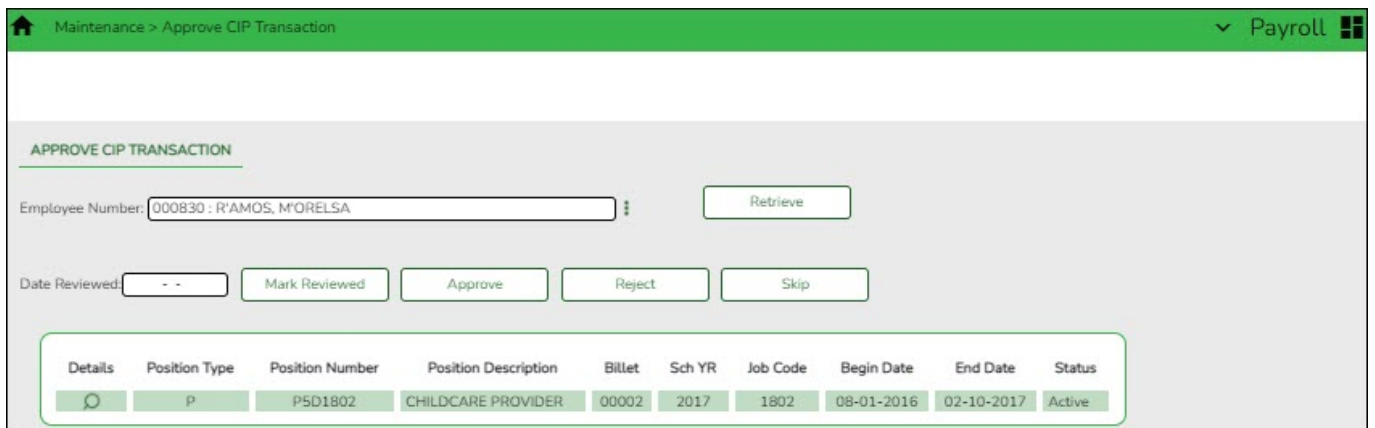 Maintenance > Approve CIP Transaction Payroll
APPROVE CIP TRANSACTION
Employee Number: 000830 : R'AMOS, M'ORELSA Retrieve
Date Reviewed: - - Mark Reviewed Approve Reject Skip
Details Position Type Position Number Position Description Billet Sch YR Job Code Begin Date End Date Status
P P5D1802 CHILDCARE PROVIDER 00002 2017 1802 08-01-2016 02-10-2017 Active